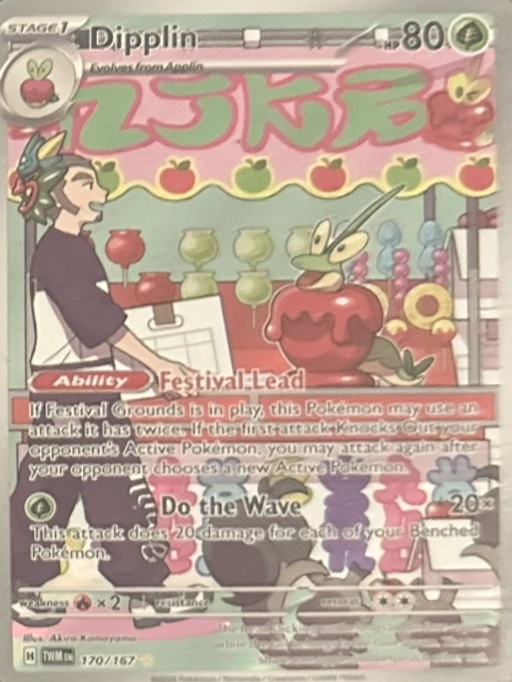 STAGE 1
Dipplin
HP 80
Evolves from Applin
Ability Festival Lead
If Festival Grounds is in play, this Pokémon may use an
attack it has twice. If the first attack Knocks Out your
opponent's Active Pokémon, you may attack again after
your opponent chooses a new Active Pokémon.
Do the Wave 20×
This attack does 20 damage for each of your Benched
Pokémon.
weakness ×2 resistance retreat
Illus. Akira Komayama
H TWM EN 170/167